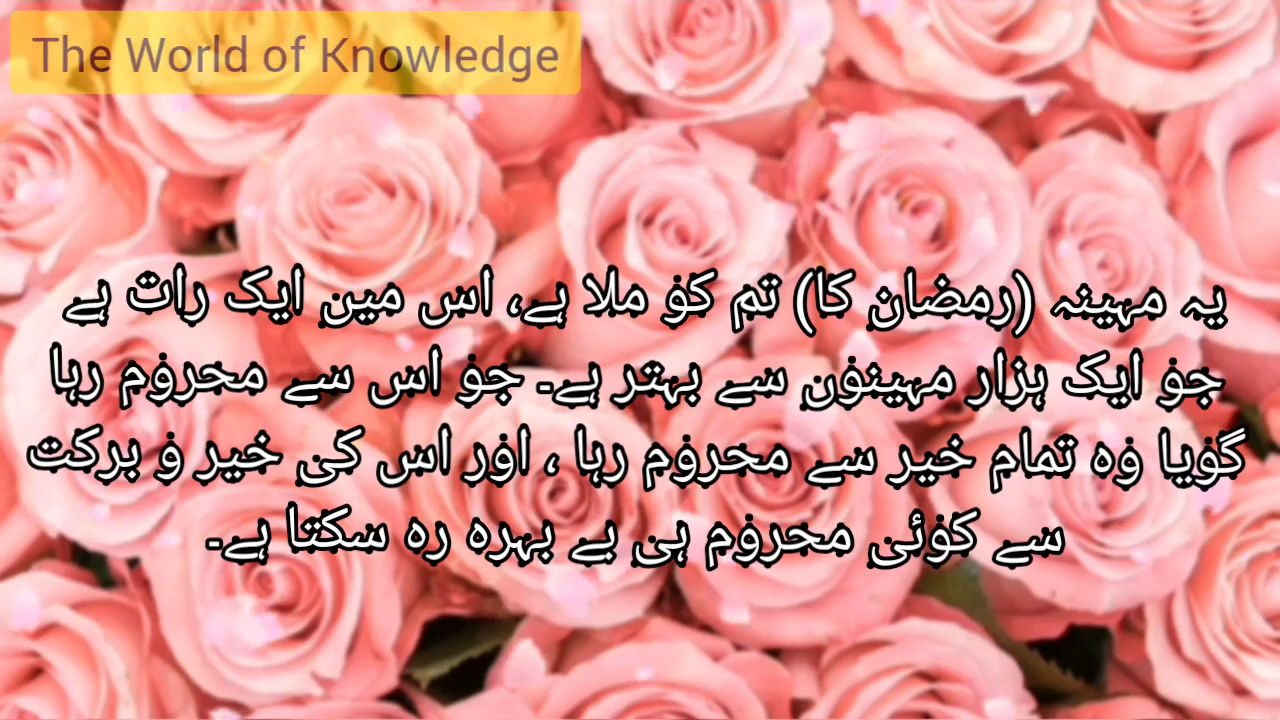 The World of Knowledge
یہ مہینہ (رمضان کا) تم کو ملا ہے، اس میں ایک رات ہے
جو ایک ہزار مہینوں سے بہتر ہے۔ جو اس سے محروم رہا
گویا وہ تمام خیر سے محروم رہا ، اور اس کی خیر و برکت
سے کوئی محروم ہی بے بہرہ رہ سکتا ہے۔